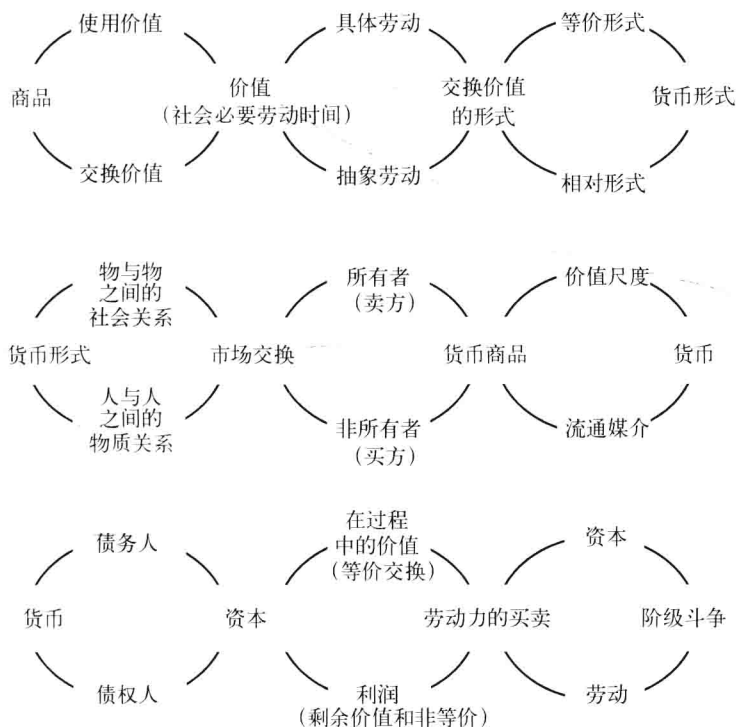 使用价值
具体劳动
等价形式
商品
价值
（社会必要劳动时间）
交换价值
的形式
货币形式
交换价值
抽象劳动
相对形式
物与物
之间的
社会关系
所有者
（卖方）
价值尺度
货币形式
市场交换
货币商品
货币
人与人
之间的
物质关系
非所有者
（买方）
流通媒介
债务人
在过程
中的价值
（等价交换）
资本
货币
资本
劳动力的买卖
阶级斗争
债权人
利润
（剩余价值和非等价）
劳动